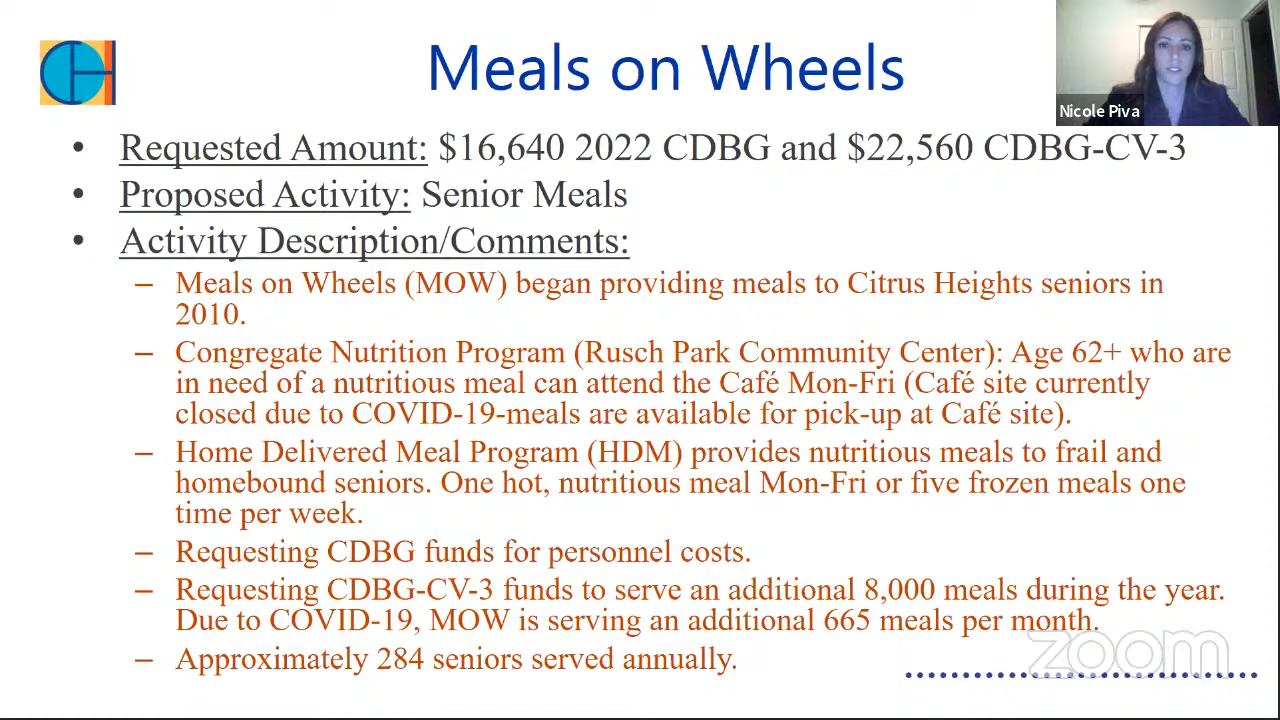 Meals on Wheels
Nicole Piva
• Requested Amount: $16,640 2022 CDBG and $22,560 CDBG-CV-3
• Proposed Activity: Senior Meals
• Activity Description/Comments:
– Meals on Wheels (MOW) began providing meals to Citrus Heights seniors in
2010.
– Congregate Nutrition Program (Rusch Park Community Center): Age 62+ who are
in need of a nutritious meal can attend the Café Mon-Fri (Café site currently
closed due to COVID-19-meals are available for pick-up at Café site).
– Home Delivered Meal Program (HDM) provides nutritious meals to frail and
homebound seniors. One hot, nutritious meal Mon-Fri or five frozen meals one
time per week.
– Requesting CDBG funds for personnel costs.
– Requesting CDBG-CV-3 funds to serve an additional 8,000 meals during the year.
Due to COVID-19, MOW is serving an additional 665 meals per month.
– Approximately 284 seniors served annually.
zoom